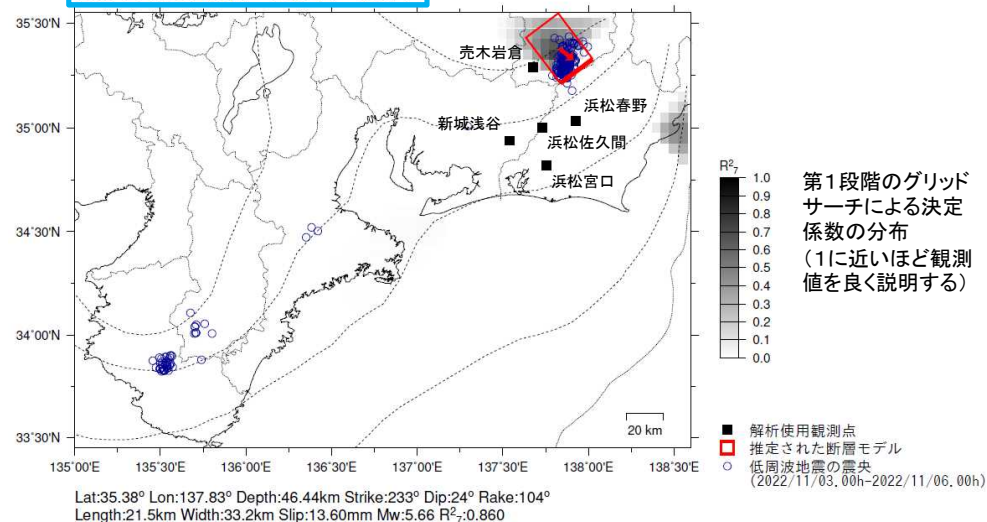 35°30'N
35°00'N
34°30'N
34°00'N
33°30'N
135°00'E
135°30'E
136°00'E
136°30'E
137°00'E
137°30'E
138°00'E
138°30'E
売木岩倉
浜松春野
新城浅谷
浜松佐久間
浜松宮口
20 km
R²₇
1.0
0.9
0.8
0.7
0.6
0.5
0.4
0.3
0.2
0.1
0.0
第1段階のグリッド
サーチによる決定
係数の分布
(1に近いほど観測
値を良く説明する)
解析使用観測点
推定された断層モデル
低周波地震の震央
(2022/11/03.00h-2022/11/06.00h)
Lat:35.38° Lon:137.83° Depth:46.44km Strike:233° Dip:24° Rake:104°
Length:21.5km Width:33.2km Slip:13.60mm Mw:5.66 R²₇:0.860